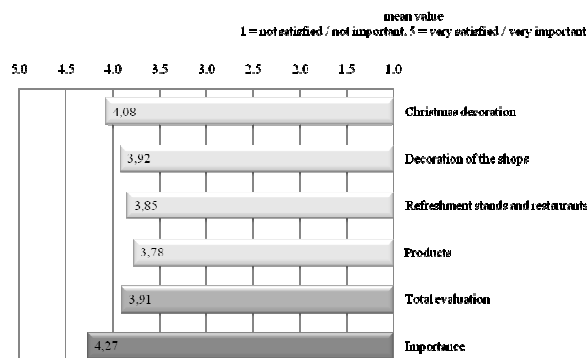 mean value
1 = not satisfied / not important. 5 = very satisfied / very important
5.0 4.5 4.0 3.5 3.0 2.5 2.0 1.5 1.0
4,08 Christmas decoration
3,92 Decoration of the shops
3,85 Refreshment stands and restaurants
3,78 Products
3,91 Total evaluation
4,27 Importance